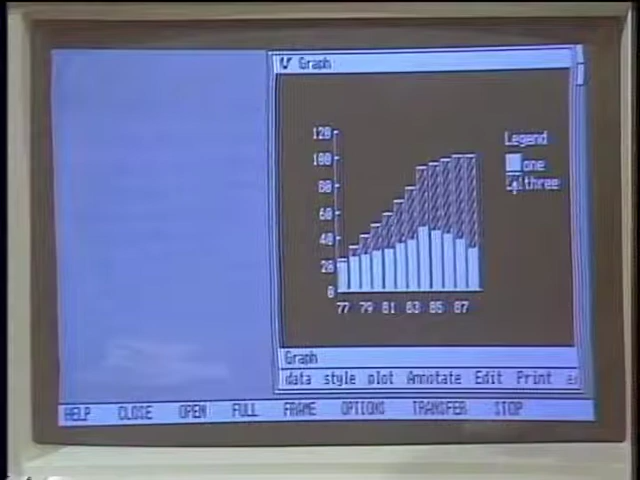 Graph
120
100
80
60
40
20
0
77 79 81 83 85 87
Legend
one
three
Graph
data style plot Annotate Edit Print
HELP CLOSE OPEN FULL FRAME OPTIONS TRANSFER STOP